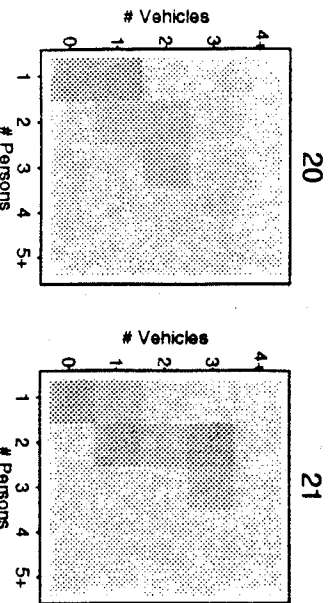 # Vehicles
0 1 2 3 4+
1 2 3 4 5+
# Persons
20
# Vehicles
0 1 2 3 4+
1 2 3 4 5+
# Persons
21